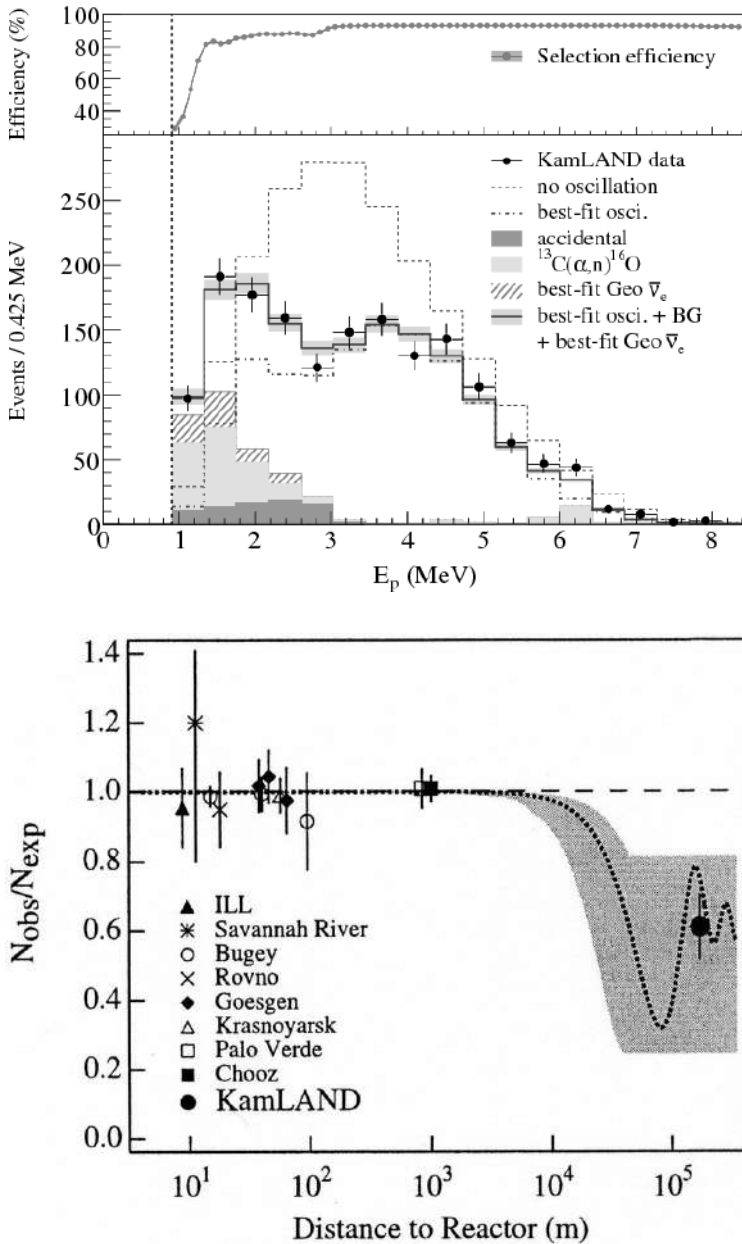 Efficiency (%)
100
80
60
40
Selection efficiency
Events / 0.425 MeV
250
200
150
100
50
0
KamLAND data
no oscillation
best-fit osci.
accidental
¹³C(α,n)¹⁶O
best-fit Geo ν̅ₑ
best-fit osci. + BG
+ best-fit Geo ν̅ₑ
0 1 2 3 4 5 6 7 8
Eₚ (MeV)
Nobs/Nexp
1.4
1.2
1.0
0.8
0.6
0.4
0.2
0.0
ILL
Savannah River
Bugey
Rovno
Goesgen
Krasnoyarsk
Palo Verde
Chooz
KamLAND
10¹ 10² 10³ 10⁴ 10⁵
Distance to Reactor (m)